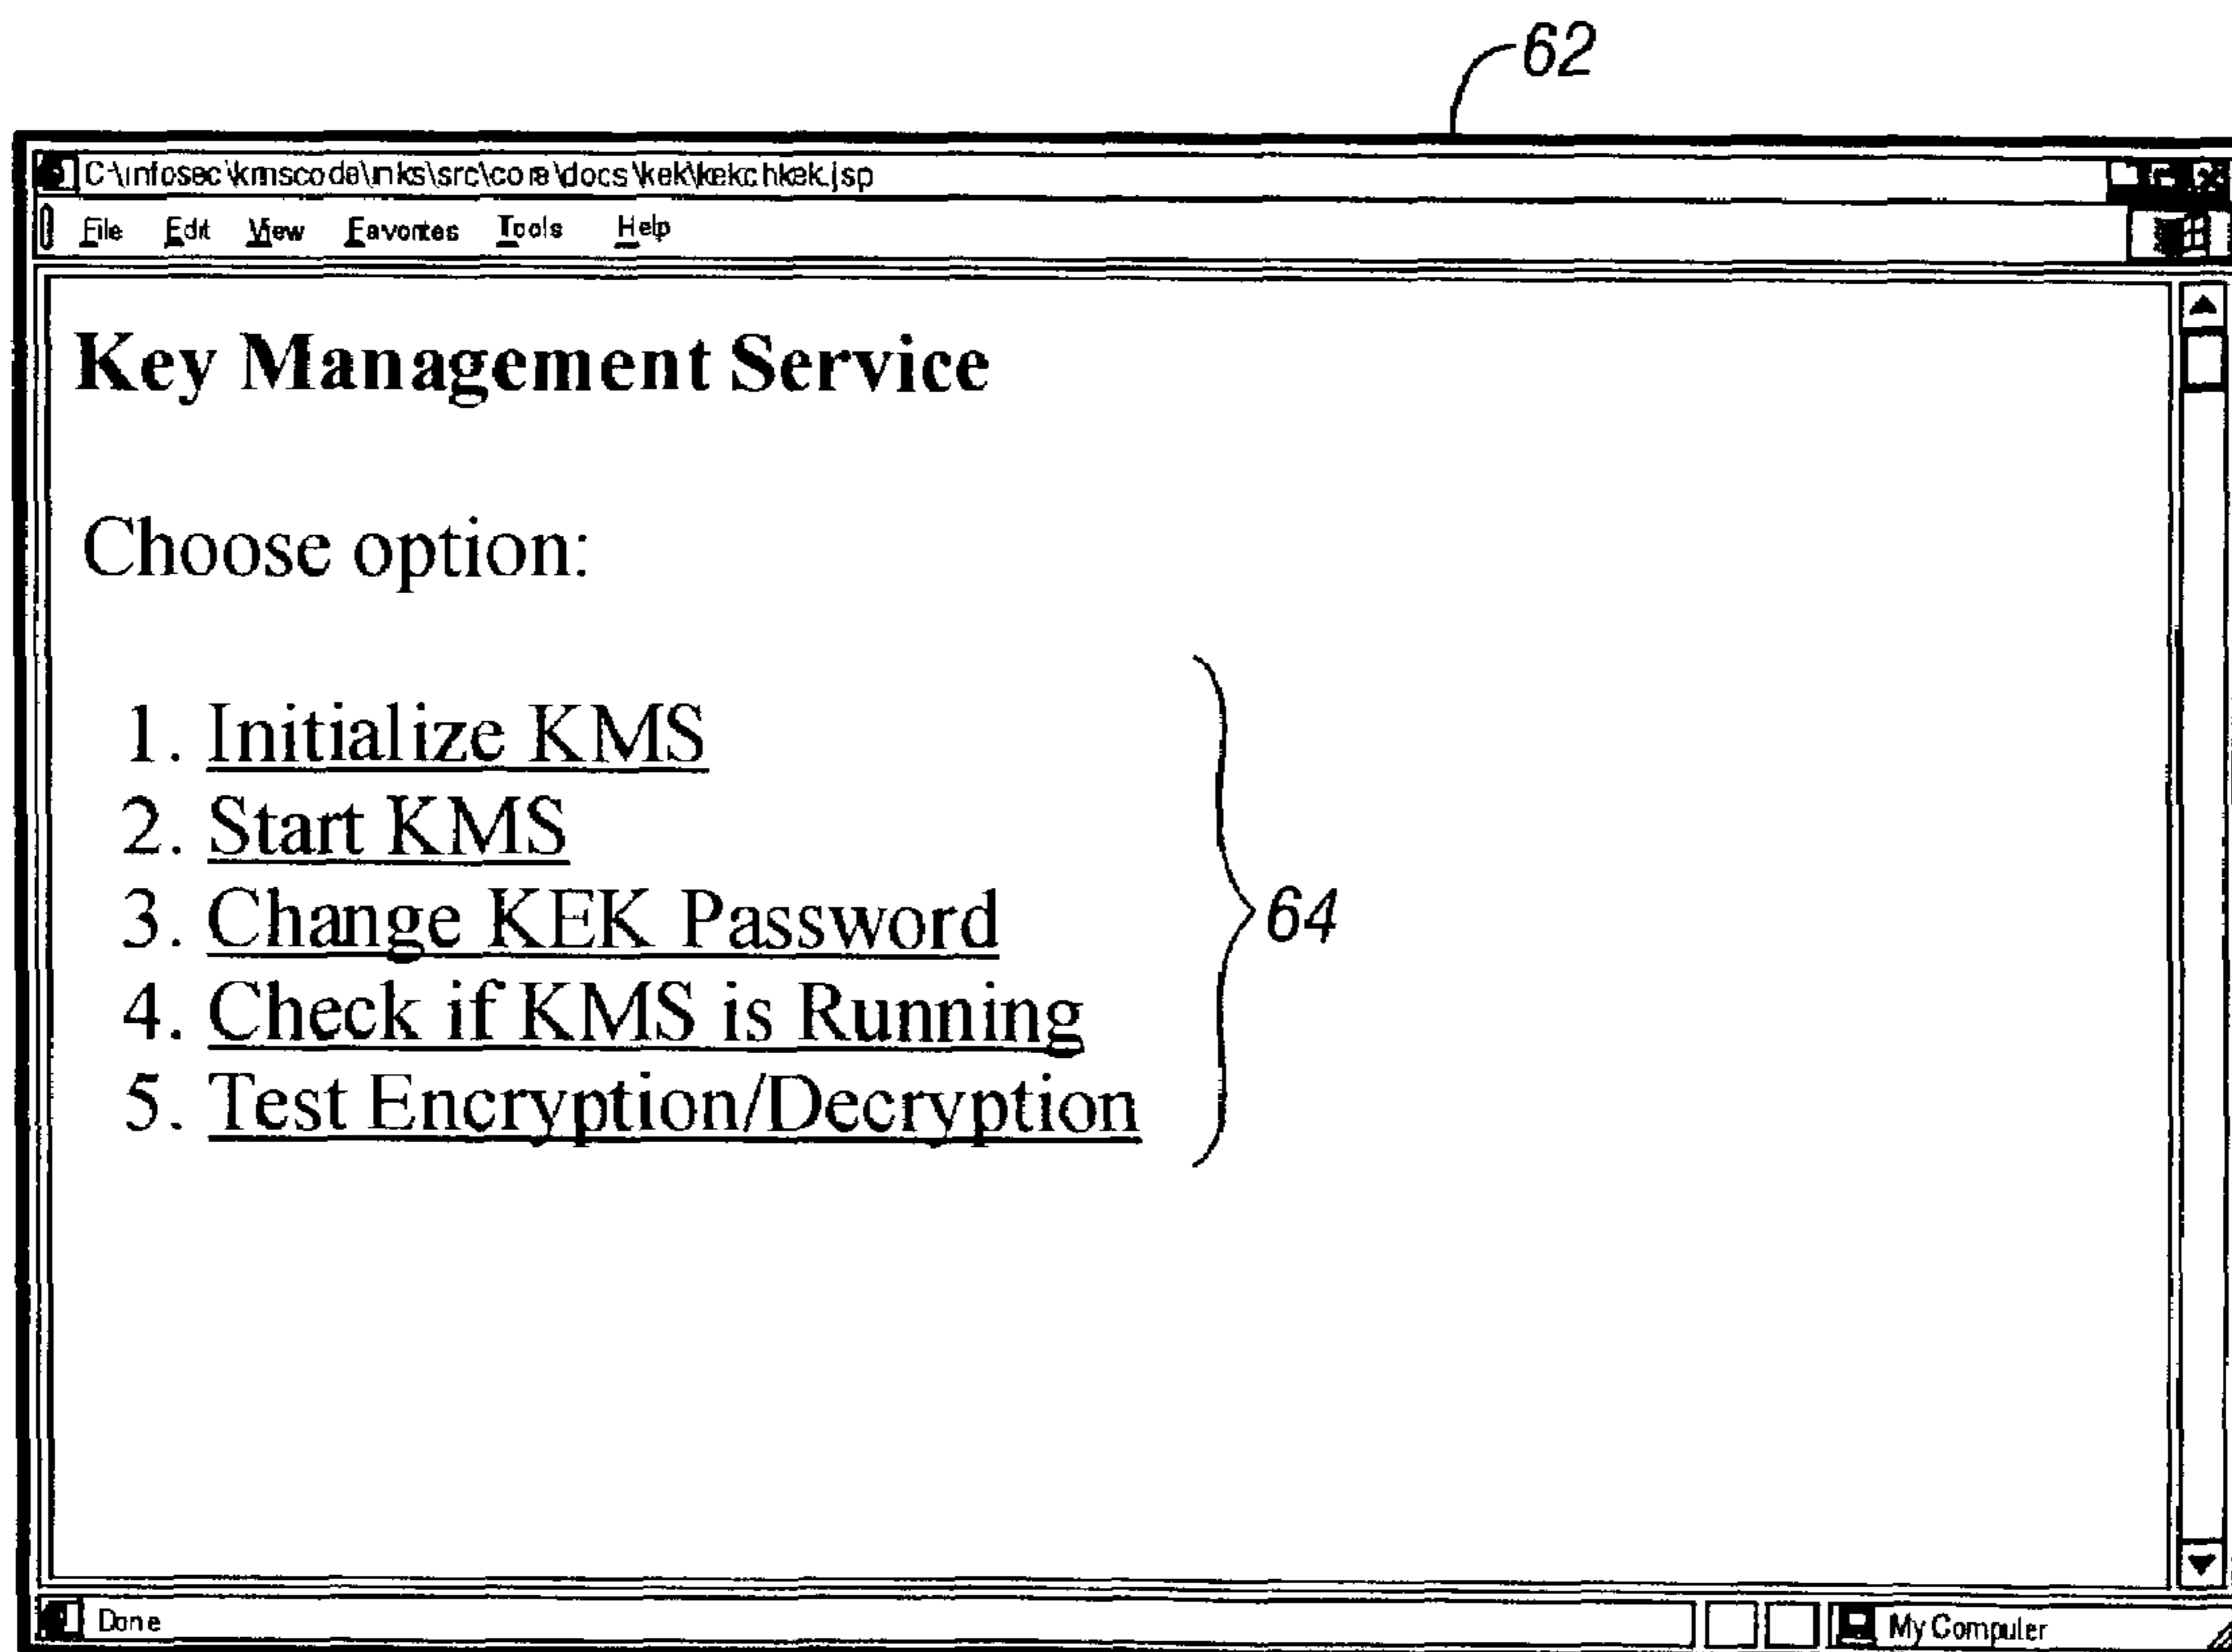 62
C:\infosec\kmscode\nks\src\core\docs\kek\kekchkek.jsp
File Edit View Favorites Tools Help
Key Management Service
Choose option:
1. Initialize KMS
2. Start KMS
3. Change KEK Password
4. Check if KMS is Running
5. Test Encryption/Decryption
64
Done
My Computer